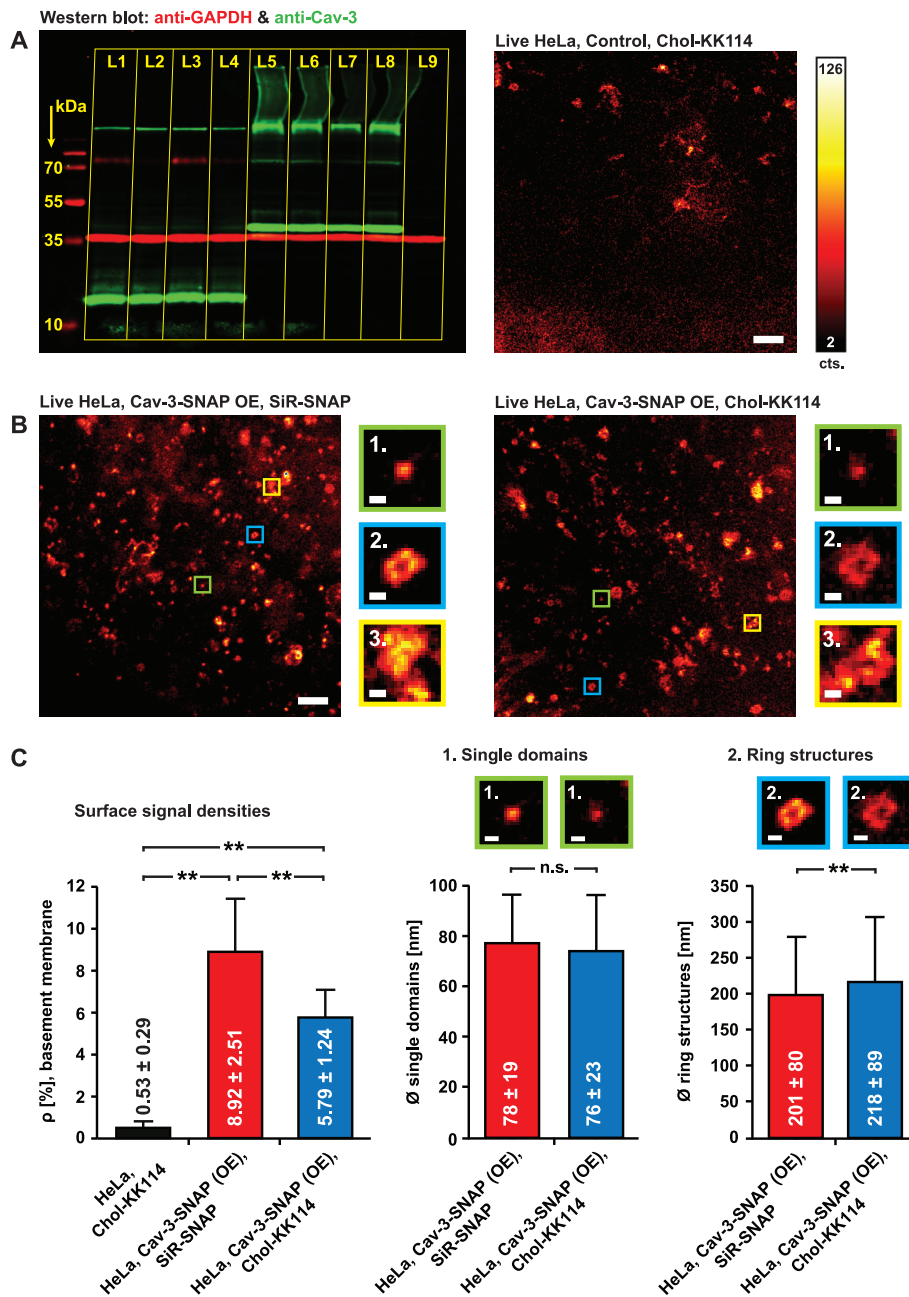 Western blot: anti-GAPDH & anti-Cav-3
A
L1 L2 L3 L4 L5 L6 L7 L8 L9
kDa
70
55
35
10
Live HeLa, Control, Chol-KK114
126
2
cts.
B
Live HeLa, Cav-3-SNAP OE, SiR-SNAP
1.
2.
3.
Live HeLa, Cav-3-SNAP OE, Chol-KK114
1.
2.
3.
C
Surface signal densities
**
** **
ρ [%], basement membrane
12
10
8
6
4
2
0
0.53 ± 0.29
8.92 ± 2.51
5.79 ± 1.24
HeLa,
Chol-KK114
HeLa, Cav-3-SNAP (OE),
SiR-SNAP
HeLa, Cav-3-SNAP (OE),
Chol-KK114
1. Single domains
1. 1.
n.s.
Ø single domains [nm]
100
80
60
40
20
0
78 ± 19
76 ± 23
HeLa, Cav-3-SNAP (OE),
SiR-SNAP
HeLa, Cav-3-SNAP (OE),
Chol-KK114
2. Ring structures
2. 2.
**
Ø ring structures [nm]
350
300
250
200
150
100
50
0
201 ± 80
218 ± 89
HeLa, Cav-3-SNAP (OE),
SiR-SNAP
HeLa, Cav-3-SNAP (OE),
Chol-KK114